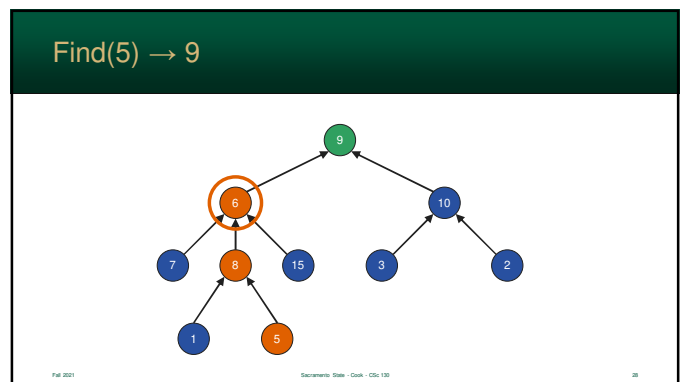 Find(5) → 9
9
6 10
7 8 15 3 2
1 5
Fall 2021 Sacramento State - Cook - CSc 130 28